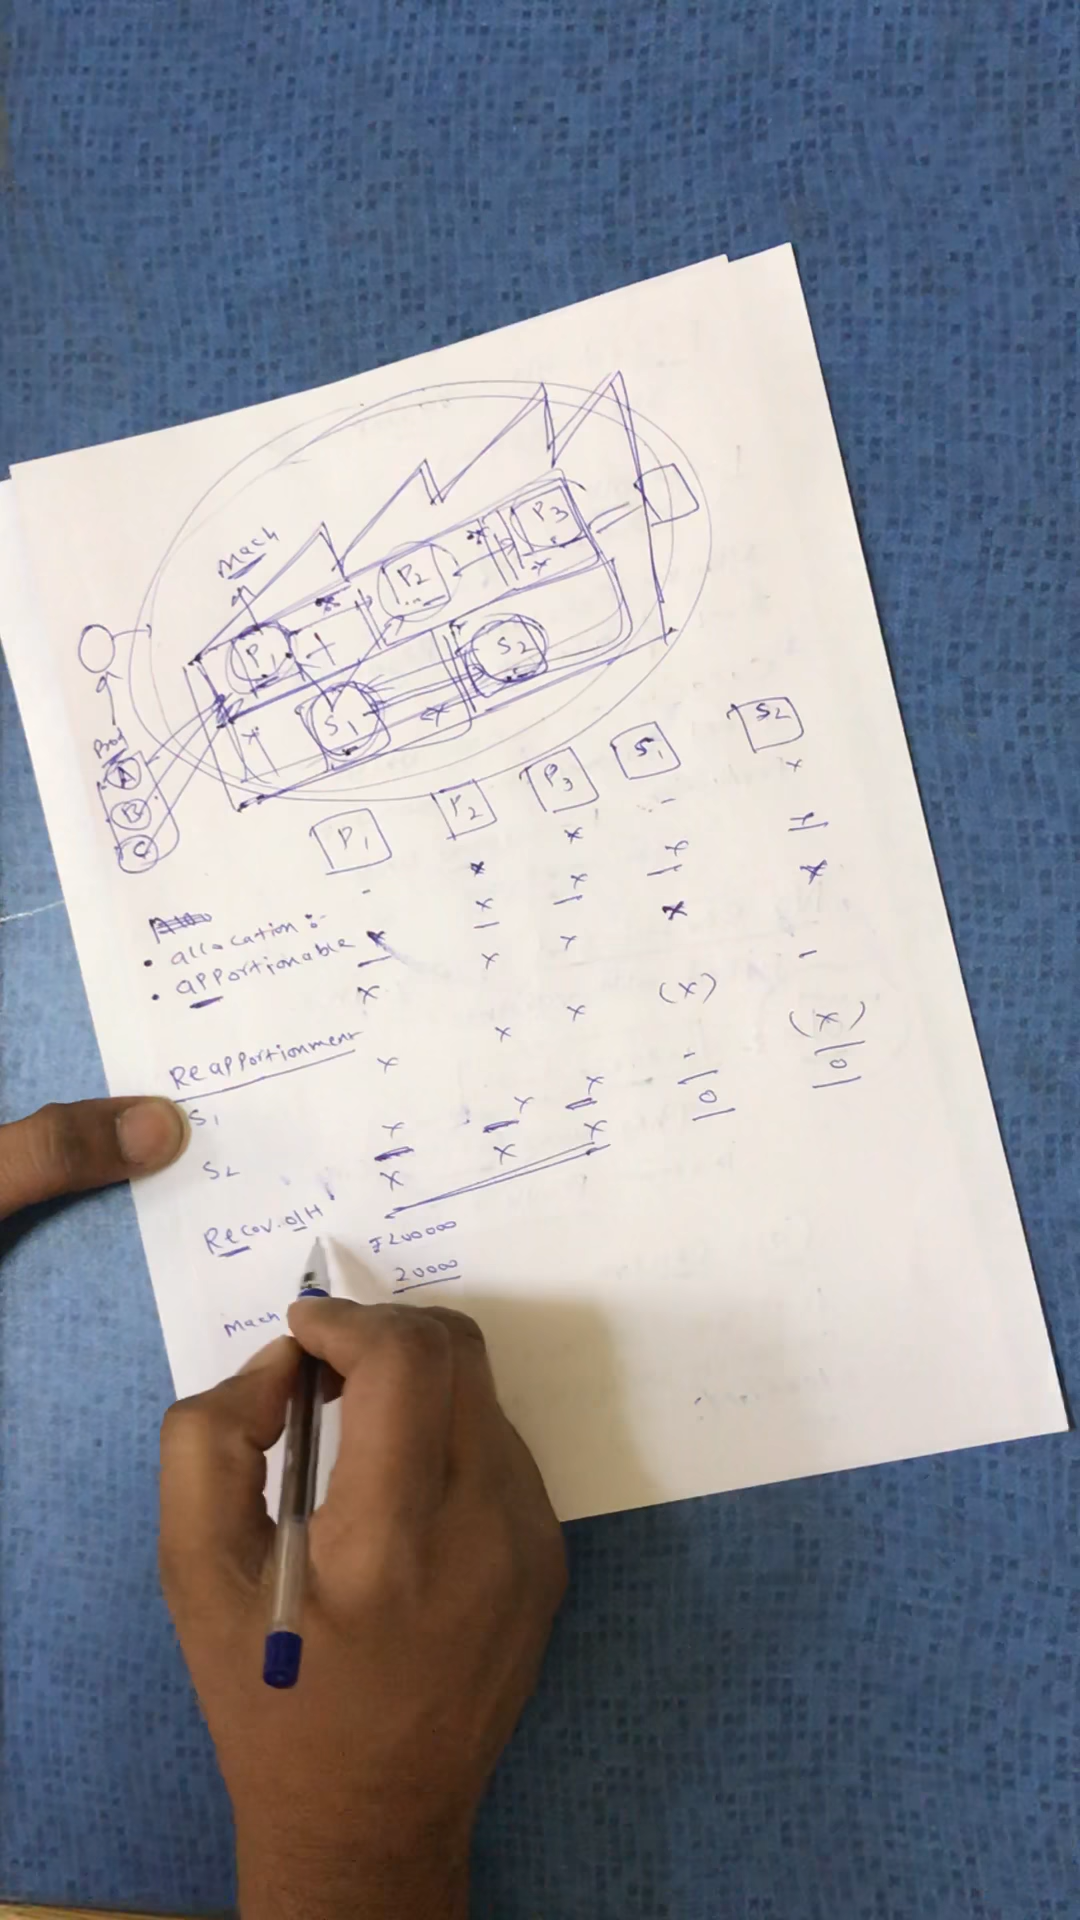 Mach
P1
P2
P3
S1
S2
A
B
C
P1 P2 P3 S1 S2
- x x - x
• allocation :-
• apportionable x x x x x
x x x x x
Reapportionment
S1 x x x (x) -
S2 x x x - (x)
x x x 0 0
Recov. o/H
₹200000
20000
Mach